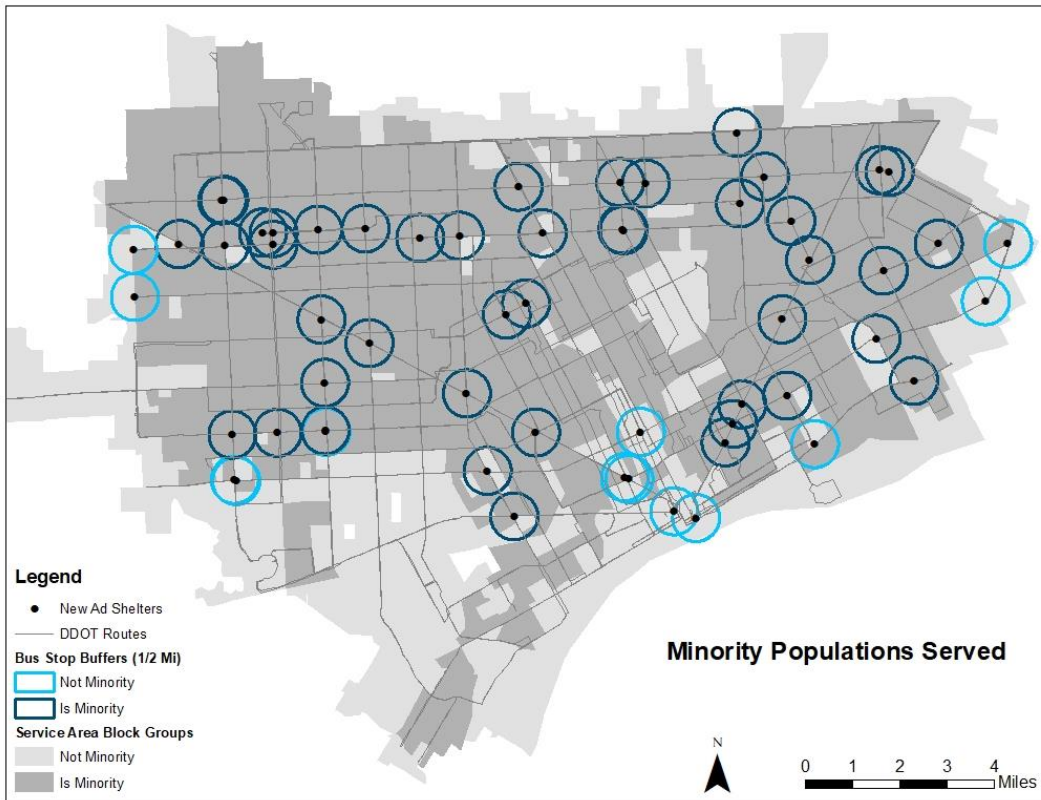 Legend
New Ad Shelters
DDOT Routes
Bus Stop Buffers (1/2 Mi)
Not Minority
Is Minority
Service Area Block Groups
Not Minority
Is Minority
Minority Populations Served
N
0 1 2 3 4
Miles